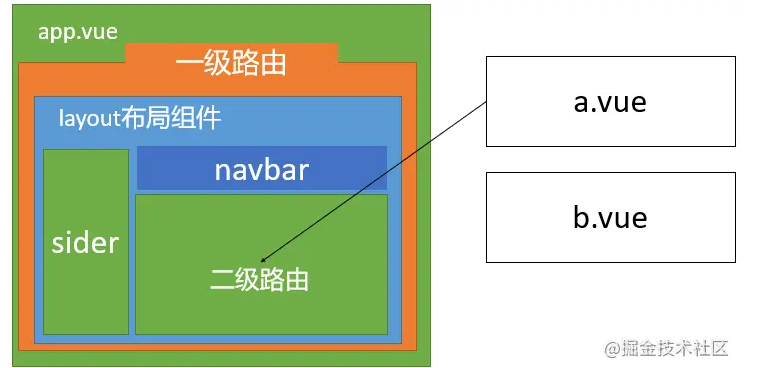 app.vue
一级路由
layout布局组件
navbar
sider
二级路由
a.vue
b.vue
@掘金技术社区